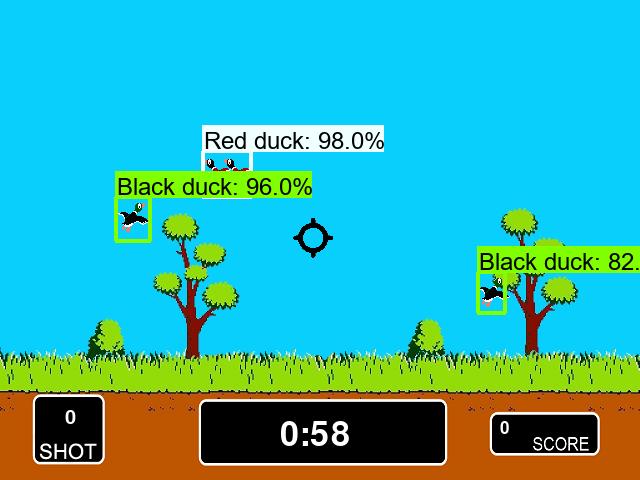 Red duck: 98.0%
Black duck: 96.0%
Black duck: 82.
0
SHOT
0:58
0
SCORE